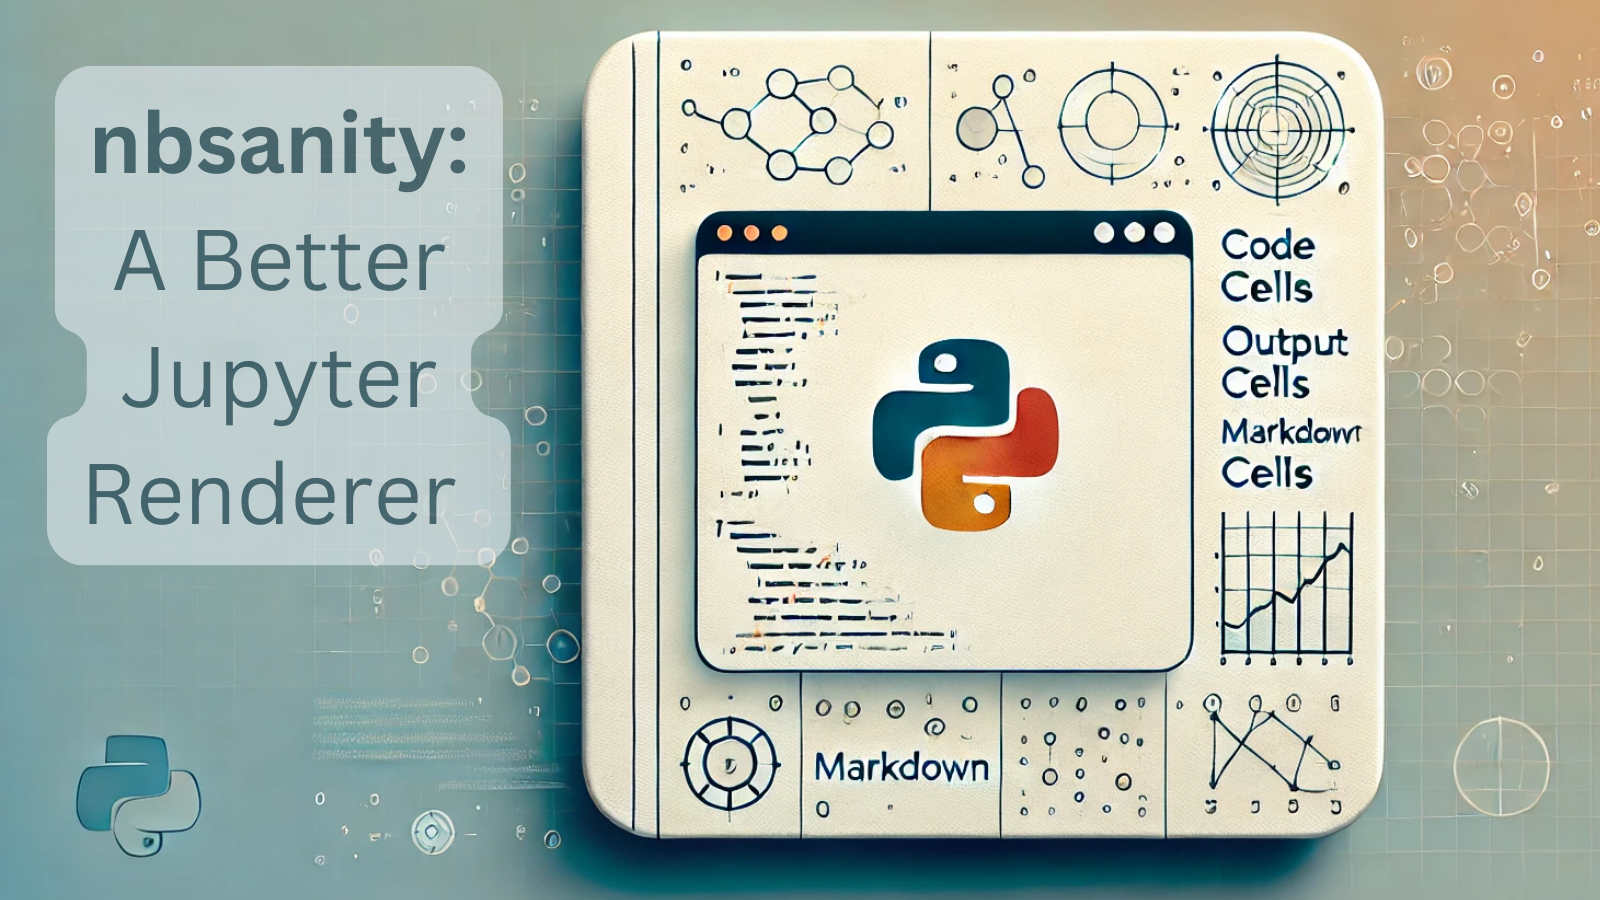 nbsanity:
A Better
Jupyter
Renderer
Code
Cells
Output
Cells
Markdown
Cells
Markdown